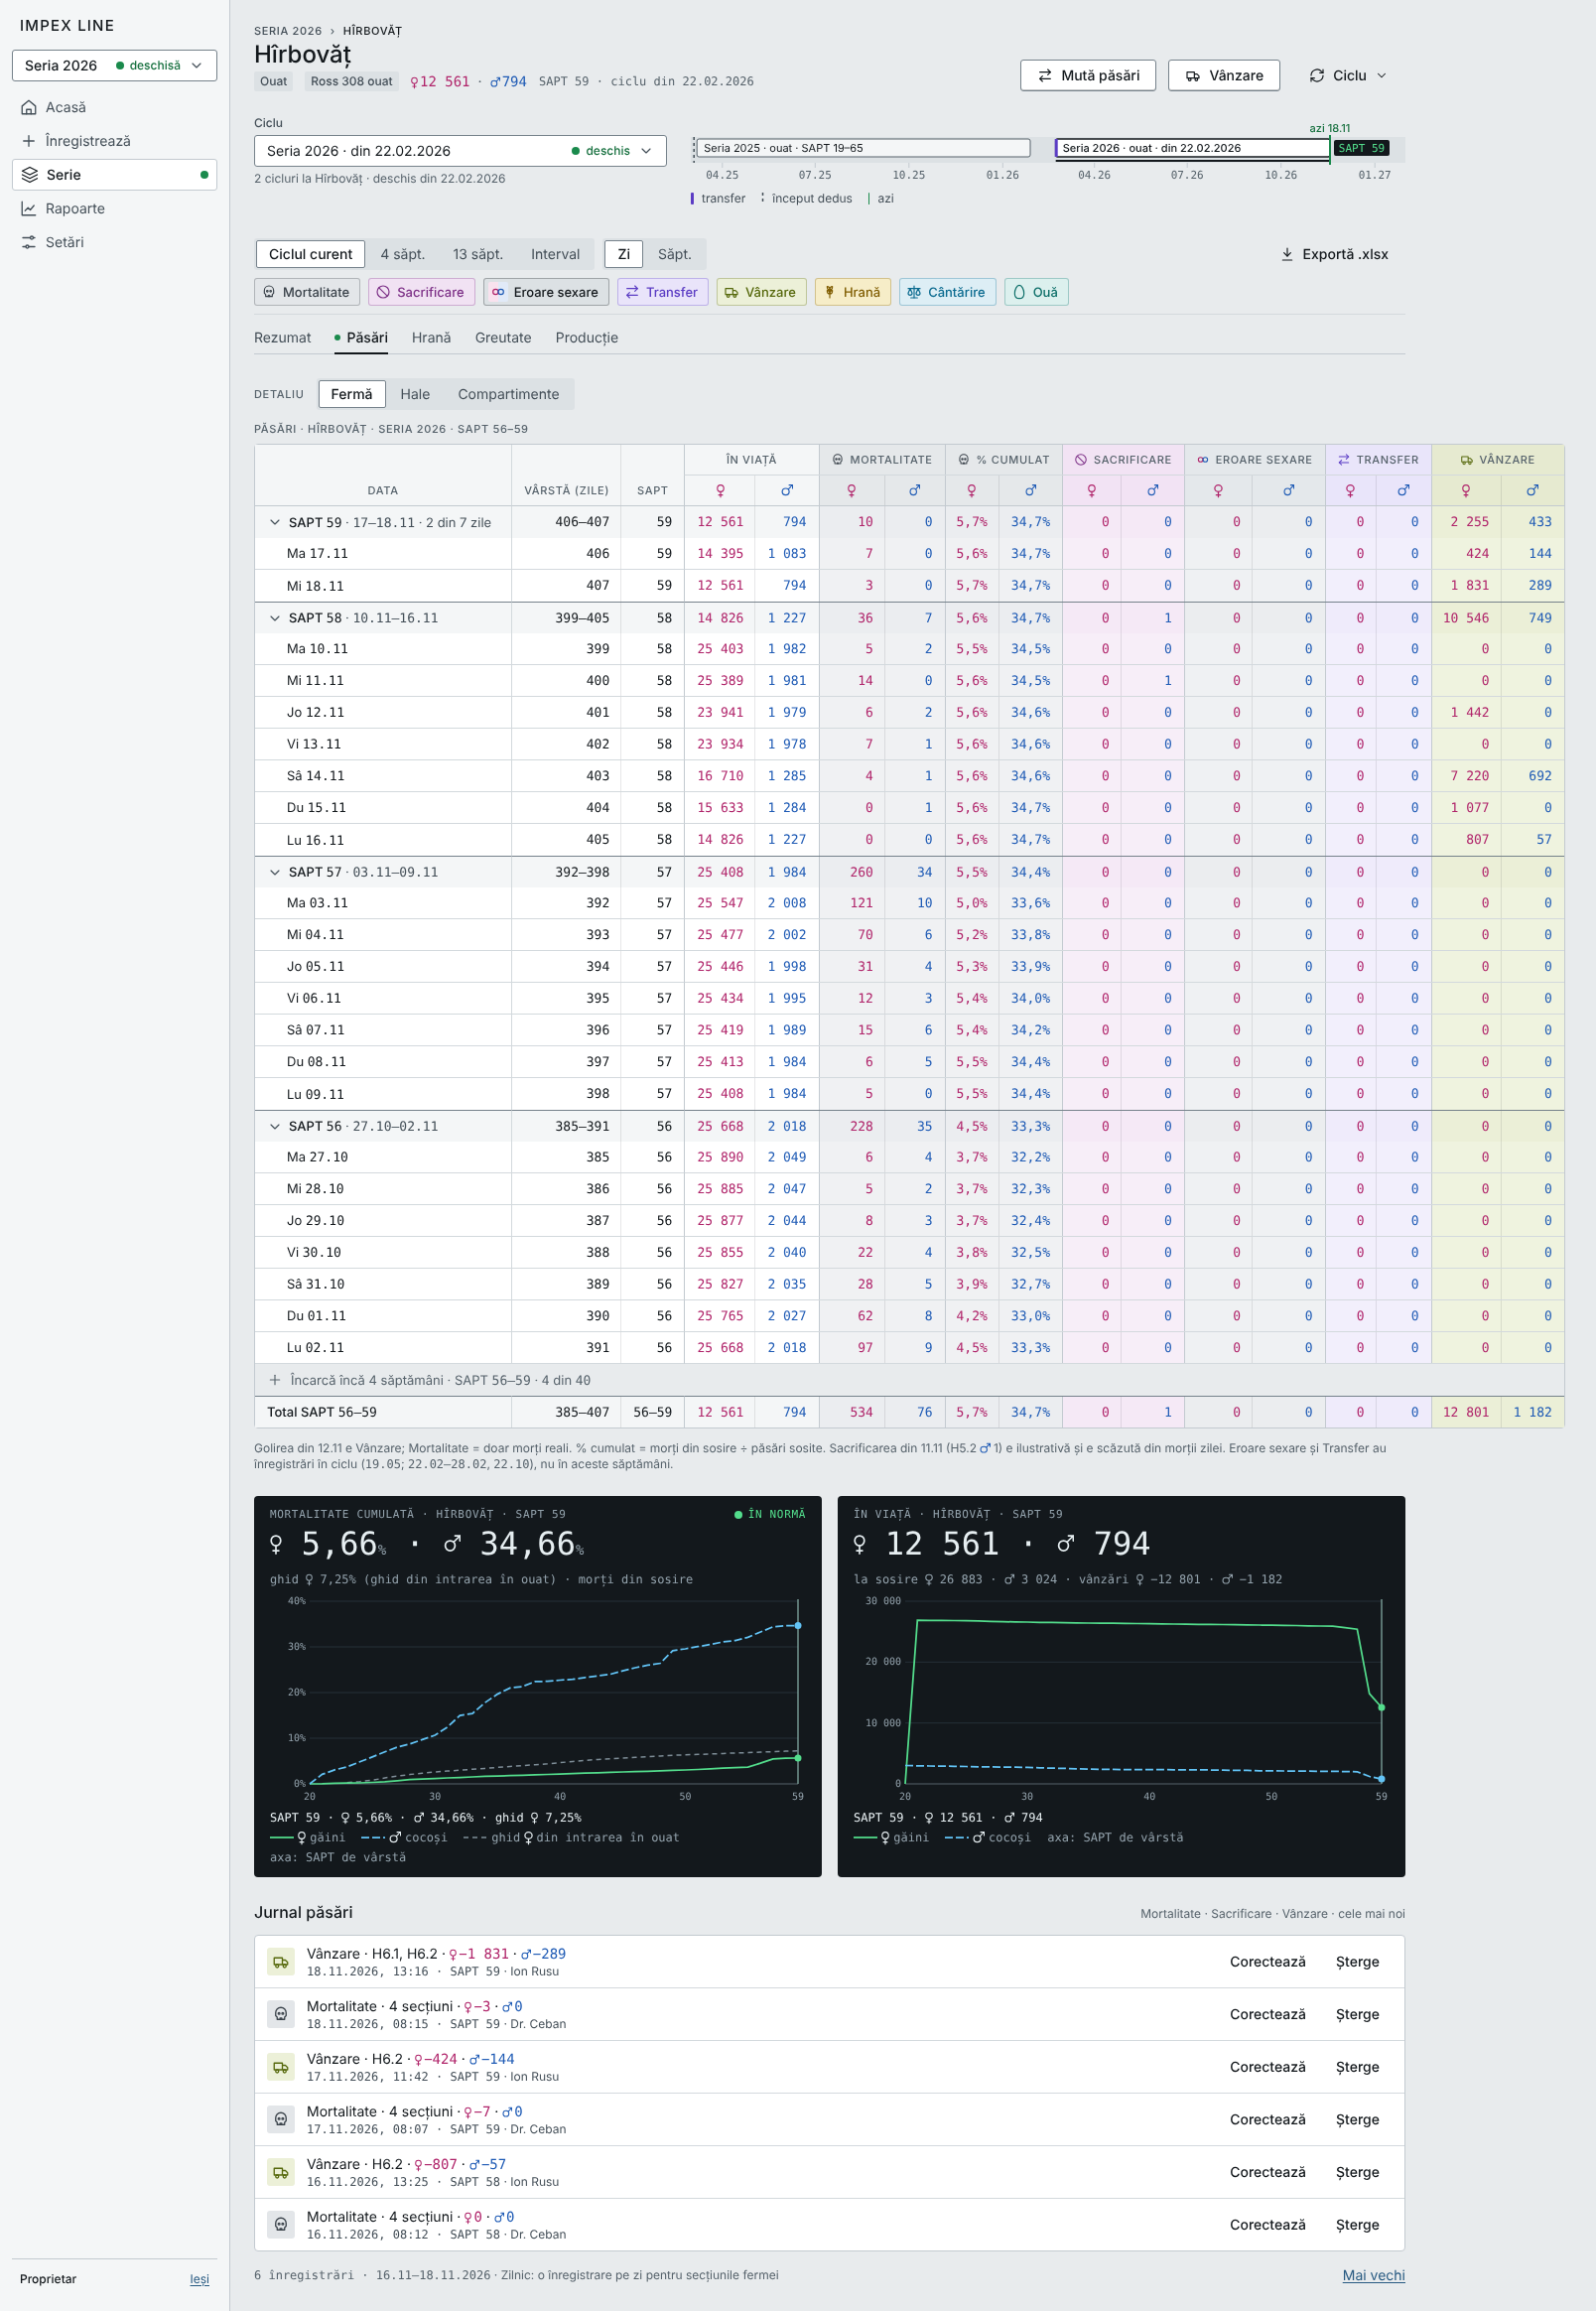 IMPEX LINE
Seria 2026 deschisă
Acasă
Înregistrează
Serie
Rapoarte
Setări
Proprietar Ieși
SERIA 2026 › HÎRBOVĂȚ
Hîrbovăț
Ouat Ross 308 ouat ♀12 561 · ♂794 SAPT 59 · ciclu din 22.02.2026
Mută păsări Vânzare Ciclu
Ciclu
Seria 2026 · din 22.02.2026 deschis
2 cicluri la Hîrbovăț · deschis din 22.02.2026
azi 18.11
Seria 2025 · ouat · SAPT 19–65 Seria 2026 · ouat · din 22.02.2026 SAPT 59
04.25 07.25 10.25 01.26 04.26 07.26 10.26 01.27
transfer început dedus azi
Ciclul curent 4 săpt. 13 săpt. Interval Zi Săpt. Exportă .xlsx
Mortalitate Sacrificare Eroare sexare Transfer Vânzare Hrană Cântărire Ouă
Rezumat Păsări Hrană Greutate Producție
DETALIU Fermă Hale Compartimente
PĂSĂRI · HÎRBOVĂȚ · SERIA 2026 · SAPT 56–59
ÎN VIAȚĂ MORTALITATE % CUMULAT SACRIFICARE EROARE SEXARE TRANSFER VÂNZARE
DATA VÂRSTĂ (ZILE) SAPT ♀ ♂ ♀ ♂ ♀ ♂ ♀ ♂ ♀ ♂ ♀ ♂ ♀ ♂
SAPT 59 · 17–18.11 · 2 din 7 zile 406–407 59 12 561 794 10 0 5,7% 34,7% 0 0 0 0 0 0 2 255 433
Ma 17.11 406 59 14 395 1 083 7 0 5,6% 34,7% 0 0 0 0 0 0 424 144
Mi 18.11 407 59 12 561 794 3 0 5,7% 34,7% 0 0 0 0 0 0 1 831 289
SAPT 58 · 10.11–16.11 399–405 58 14 826 1 227 36 7 5,6% 34,7% 0 1 0 0 0 0 10 546 749
Ma 10.11 399 58 25 403 1 982 5 2 5,5% 34,5% 0 0 0 0 0 0 0 0
Mi 11.11 400 58 25 389 1 981 14 0 5,6% 34,5% 0 1 0 0 0 0 0 0
Jo 12.11 401 58 23 941 1 979 6 2 5,6% 34,6% 0 0 0 0 0 0 1 442 0
Vi 13.11 402 58 23 934 1 978 7 1 5,6% 34,6% 0 0 0 0 0 0 0 0
Sâ 14.11 403 58 16 710 1 285 4 1 5,6% 34,6% 0 0 0 0 0 0 7 220 692
Du 15.11 404 58 15 633 1 284 0 1 5,6% 34,7% 0 0 0 0 0 0 1 077 0
Lu 16.11 405 58 14 826 1 227 0 0 5,6% 34,7% 0 0 0 0 0 0 807 57
SAPT 57 · 03.11–09.11 392–398 57 25 408 1 984 260 34 5,5% 34,4% 0 0 0 0 0 0 0 0
Ma 03.11 392 57 25 547 2 008 121 10 5,0% 33,6% 0 0 0 0 0 0 0 0
Mi 04.11 393 57 25 477 2 002 70 6 5,2% 33,8% 0 0 0 0 0 0 0 0
Jo 05.11 394 57 25 446 1 998 31 4 5,3% 33,9% 0 0 0 0 0 0 0 0
Vi 06.11 395 57 25 434 1 995 12 3 5,4% 34,0% 0 0 0 0 0 0 0 0
Sâ 07.11 396 57 25 419 1 989 15 6 5,4% 34,2% 0 0 0 0 0 0 0 0
Du 08.11 397 57 25 413 1 984 6 5 5,5% 34,4% 0 0 0 0 0 0 0 0
Lu 09.11 398 57 25 408 1 984 5 0 5,5% 34,4% 0 0 0 0 0 0 0 0
SAPT 56 · 27.10–02.11 385–391 56 25 668 2 018 228 35 4,5% 33,3% 0 0 0 0 0 0 0 0
Ma 27.10 385 56 25 890 2 049 6 4 3,7% 32,2% 0 0 0 0 0 0 0 0
Mi 28.10 386 56 25 885 2 047 5 2 3,7% 32,3% 0 0 0 0 0 0 0 0
Jo 29.10 387 56 25 877 2 044 8 3 3,7% 32,4% 0 0 0 0 0 0 0 0
Vi 30.10 388 56 25 855 2 040 22 4 3,8% 32,5% 0 0 0 0 0 0 0 0
Sâ 31.10 389 56 25 827 2 035 28 5 3,9% 32,7% 0 0 0 0 0 0 0 0
Du 01.11 390 56 25 765 2 027 62 8 4,2% 33,0% 0 0 0 0 0 0 0 0
Lu 02.11 391 56 25 668 2 018 97 9 4,5% 33,3% 0 0 0 0 0 0 0 0
Încarcă încă 4 săptămâni · SAPT 56–59 · 4 din 40
Total SAPT 56–59 385–407 56–59 12 561 794 534 76 5,7% 34,7% 0 1 0 0 0 0 12 801 1 182
Golirea din 12.11 e Vânzare; Mortalitate = doar morți reali. % cumulat = morți din sosire ÷ păsări sosite. Sacrificarea din 11.11 (H5.2 ♂ 1) e ilustrativă și e scăzută din morții zilei. Eroare sexare și Transfer au
înregistrări în ciclu (19.05; 22.02–28.02, 22.10), nu în aceste săptămâni.
MORTALITATE CUMULATĂ · HÎRBOVĂȚ · SAPT 59 ÎN NORMĂ
♀ 5,66% · ♂ 34,66%
ghid ♀ 7,25% (ghid din intrarea în ouat) · morți din sosire
40%
30%
20%
10%
0%
20 30 40 50 59
SAPT 59 · ♀ 5,66% · ♂ 34,66% · ghid ♀ 7,25%
♀ găini ♂ cocoși ghid ♀ din intrarea în ouat
axa: SAPT de vârstă
ÎN VIAȚĂ · HÎRBOVĂȚ · SAPT 59
♀ 12 561 · ♂ 794
la sosire ♀ 26 883 · ♂ 3 024 · vânzări ♀ −12 801 · ♂ −1 182
30 000
20 000
10 000
0
20 30 40 50 59
SAPT 59 · ♀ 12 561 · ♂ 794
♀ găini ♂ cocoși axa: SAPT de vârstă
Jurnal păsări Mortalitate · Sacrificare · Vânzare · cele mai noi
Vânzare · H6.1, H6.2 · ♀−1 831 · ♂−289
18.11.2026, 13:16 · SAPT 59 · Ion Rusu
Corectează Șterge
Mortalitate · 4 secțiuni · ♀−3 · ♂0
18.11.2026, 08:15 · SAPT 59 · Dr. Ceban
Corectează Șterge
Vânzare · H6.2 · ♀−424 · ♂−144
17.11.2026, 11:42 · SAPT 59 · Ion Rusu
Corectează Șterge
Mortalitate · 4 secțiuni · ♀−7 · ♂0
17.11.2026, 08:07 · SAPT 59 · Dr. Ceban
Corectează Șterge
Vânzare · H6.2 · ♀−807 · ♂−57
16.11.2026, 13:25 · SAPT 58 · Ion Rusu
Corectează Șterge
Mortalitate · 4 secțiuni · ♀0 · ♂0
16.11.2026, 08:12 · SAPT 58 · Dr. Ceban
Corectează Șterge
6 înregistrări · 16.11–18.11.2026 · Zilnic: o înregistrare pe zi pentru secțiunile fermei Mai vechi